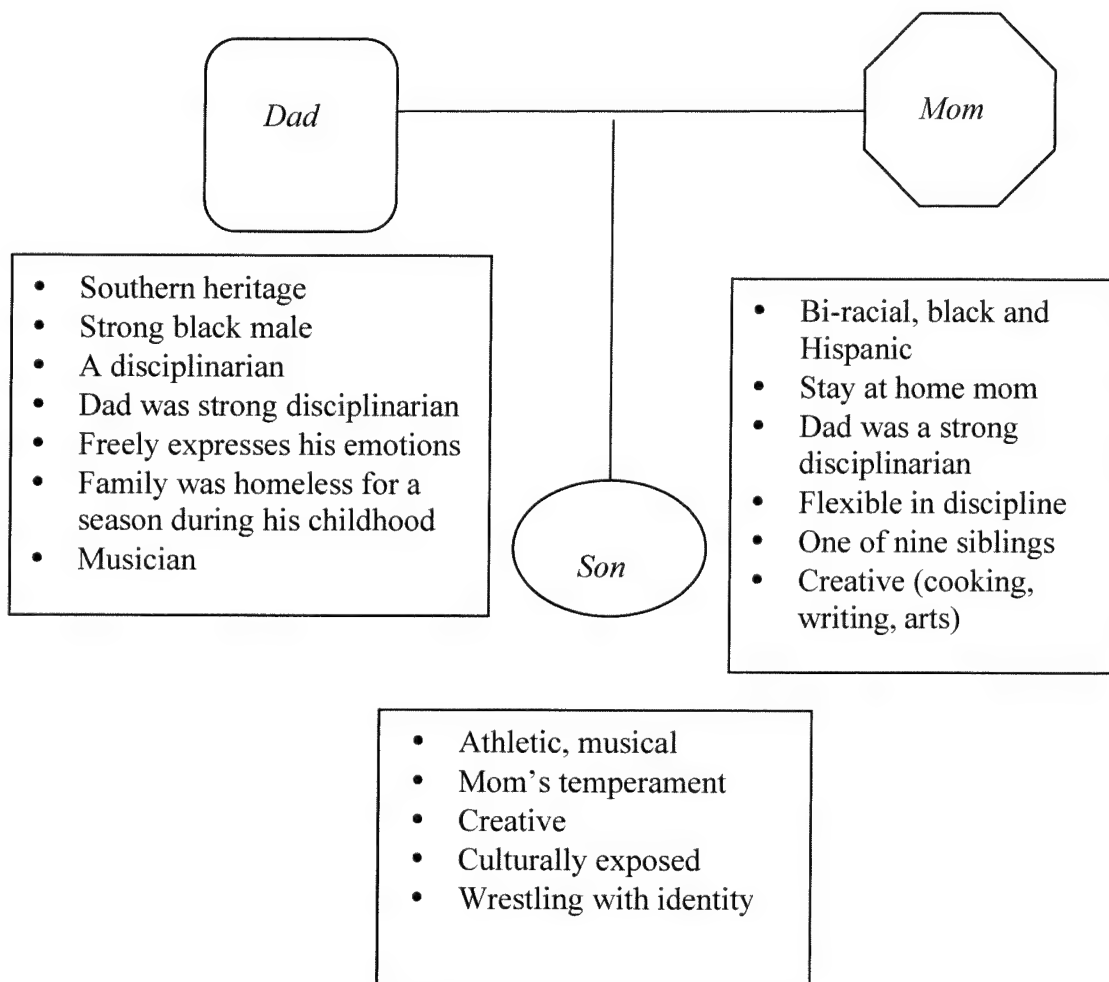 Dad
Mom
• Southern heritage
• Strong black male
• A disciplinarian
• Dad was strong disciplinarian
• Freely expresses his emotions
• Family was homeless for a
season during his childhood
• Musician
• Bi-racial, black and
Hispanic
• Stay at home mom
• Dad was a strong
disciplinarian
• Flexible in discipline
• One of nine siblings
• Creative (cooking,
writing, arts)
Son
• Athletic, musical
• Mom’s temperament
• Creative
• Culturally exposed
• Wrestling with identity